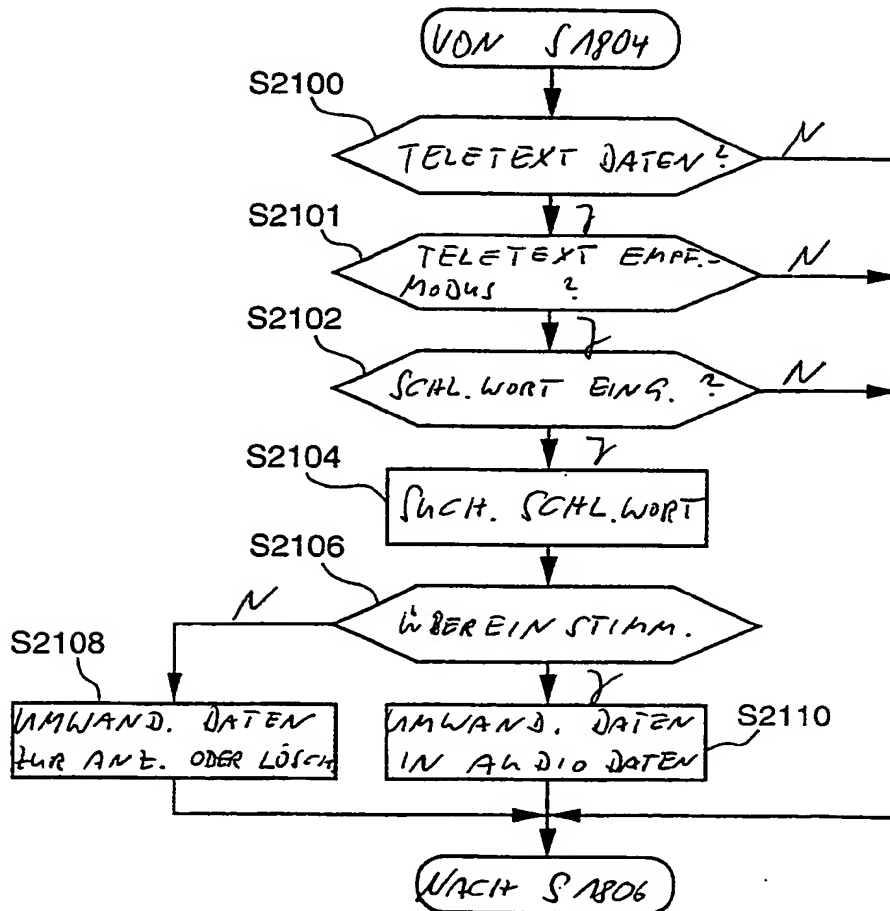 VON S1804
S2100
TELETEXT DATEN?
N
J
S2101
TELETEXT EMPF.-
MODUS ?
N
J
S2102
SCHL.WORT EING. ?
N
J
S2104
SUCH. SCHL.WORT
S2106
ÜBEREINSTIMM.
N
J
S2108
UMWAND. DATEN
ZUR ANZ. ODER LÖSCH.
UMWAND. DATEN
IN AUDIO DATEN
S2110
NACH S1806